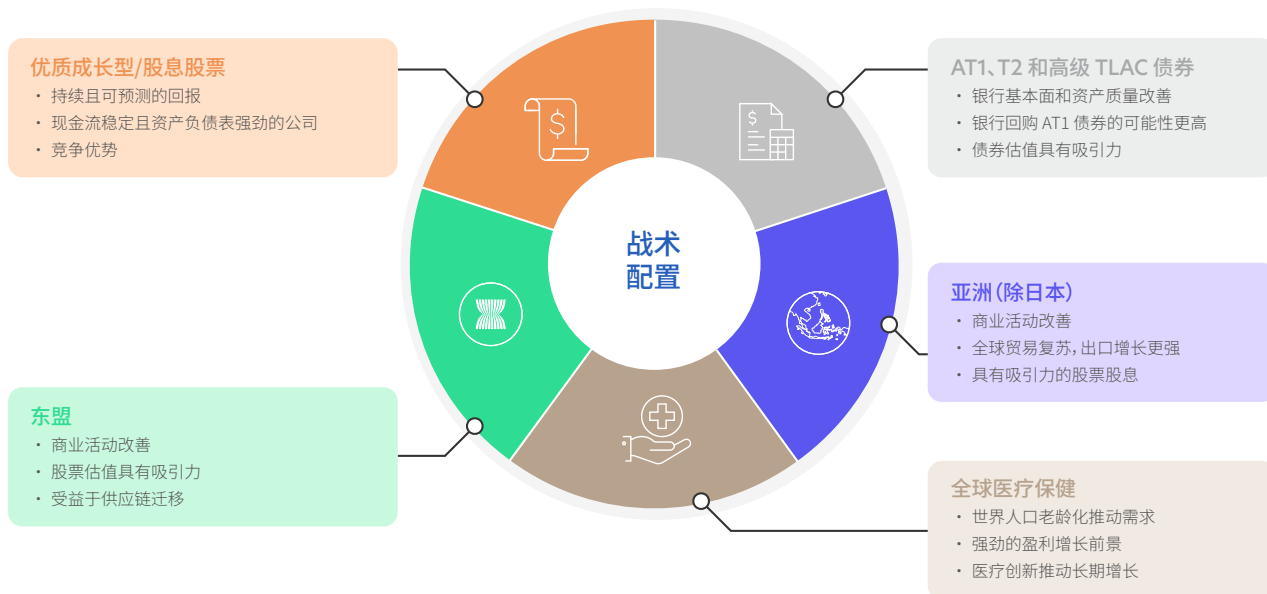 优质成长型/股息股票
· 持续且可预测的回报
· 现金流稳定且资产负债表强劲的公司
· 竞争优势
AT1、T2 和高级 TLAC 债券
· 银行基本面和资产质量改善
· 银行回购 AT1 债券的可能性更高
· 债券估值具有吸引力
战术
配置
亚洲（除日本）
· 商业活动改善
· 全球贸易复苏，出口增长更强
· 具有吸引力的股票股息
东盟
· 商业活动改善
· 股票估值具有吸引力
· 受益于供应链迁移
全球医疗保健
· 世界人口老龄化推动需求
· 强劲的盈利增长前景
· 医疗创新推动长期增长